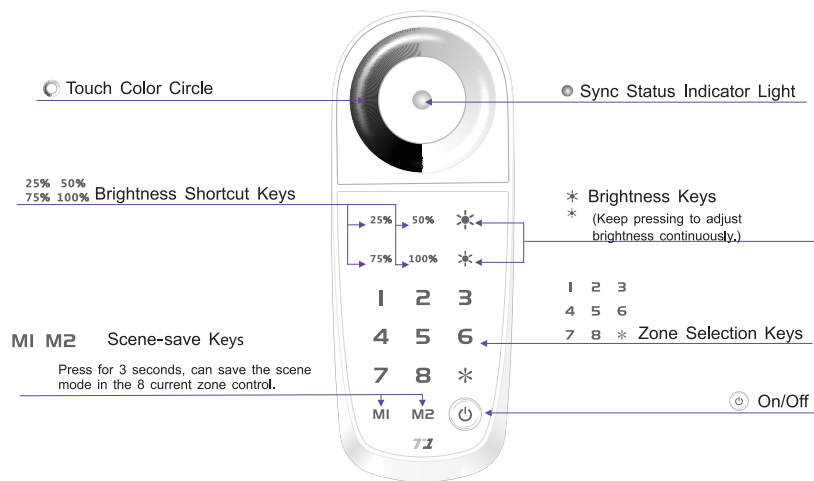 Touch Color Circle
Sync Status Indicator Light
25% 50%
75% 100% Brightness Shortcut Keys
Brightness Keys
(Keep pressing to adjust
brightness continuously.)
25% 50%
75% 100%
1 2 3
4 5 6
7 8 *
M1 M2
T1
1 2 3
4 5 6
7 8 * Zone Selection Keys
M1 M2 Scene-save Keys
Press for 3 seconds, can save the scene
mode in the 8 current zone control.
On/Off